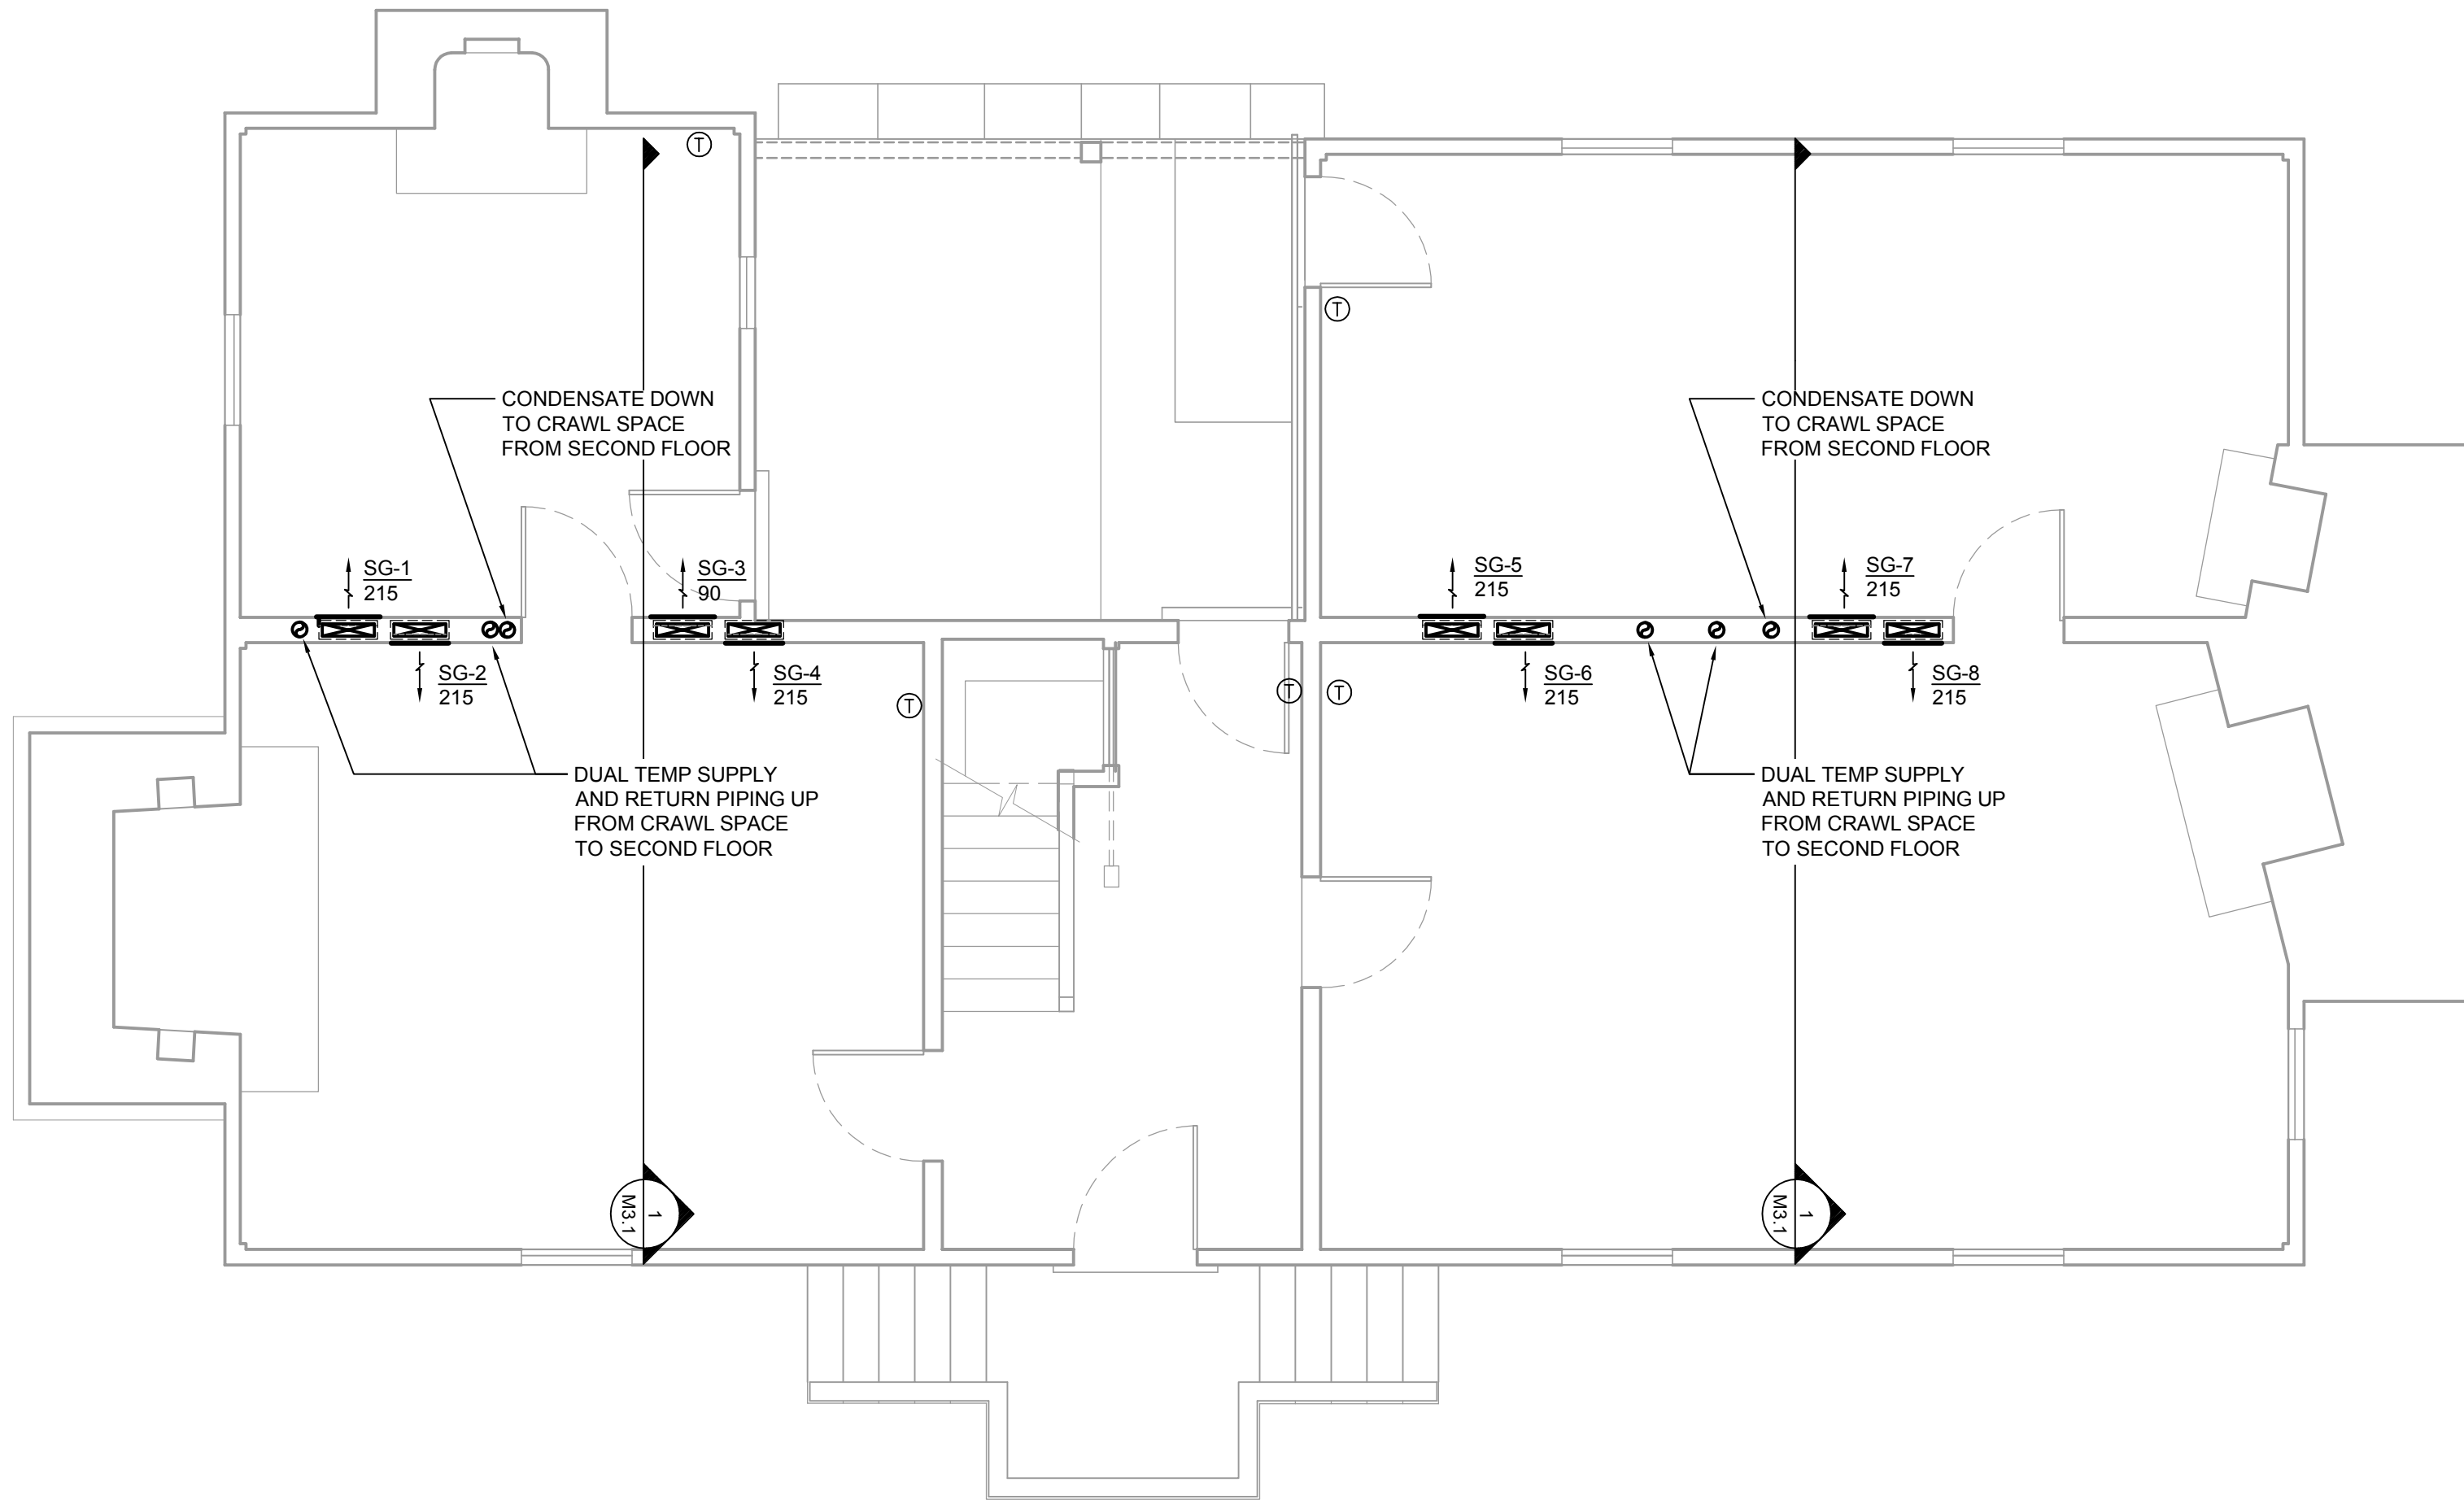 T
T
CONDENSATE DOWN
TO CRAWL SPACE
FROM SECOND FLOOR
CONDENSATE DOWN
TO CRAWL SPACE
FROM SECOND FLOOR
SG-1
215
SG-3
90
SG-5
215
SG-7
215
SG-2
215
SG-4
215
T
T
T
SG-6
215
SG-8
215
DUAL TEMP SUPPLY
AND RETURN PIPING UP
FROM CRAWL SPACE
TO SECOND FLOOR
DUAL TEMP SUPPLY
AND RETURN PIPING UP
FROM CRAWL SPACE
TO SECOND FLOOR
1
M3.1
1
M3.1